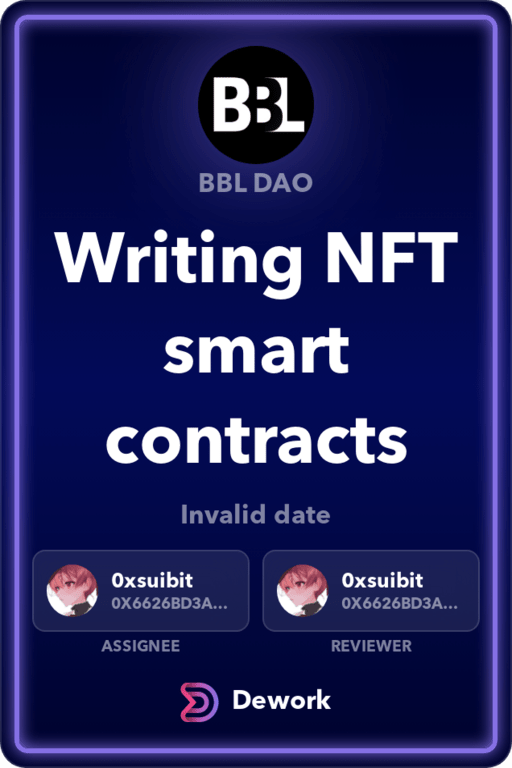 BBL
BBL DAO
Writing NFT
smart
contracts
Invalid date
0xsuibit
0X6626BD3A...
ASSIGNEE
0xsuibit
0X6626BD3A...
REVIEWER
Dework